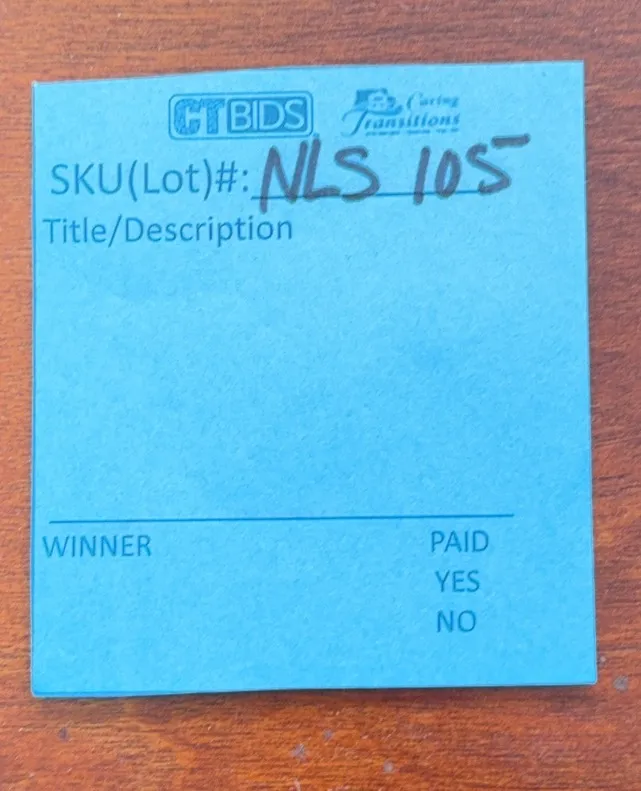 CTBIDS Caring Transitions
SKU(Lot)#: NLS 105
Title/Description
WINNER PAID
YES
NO